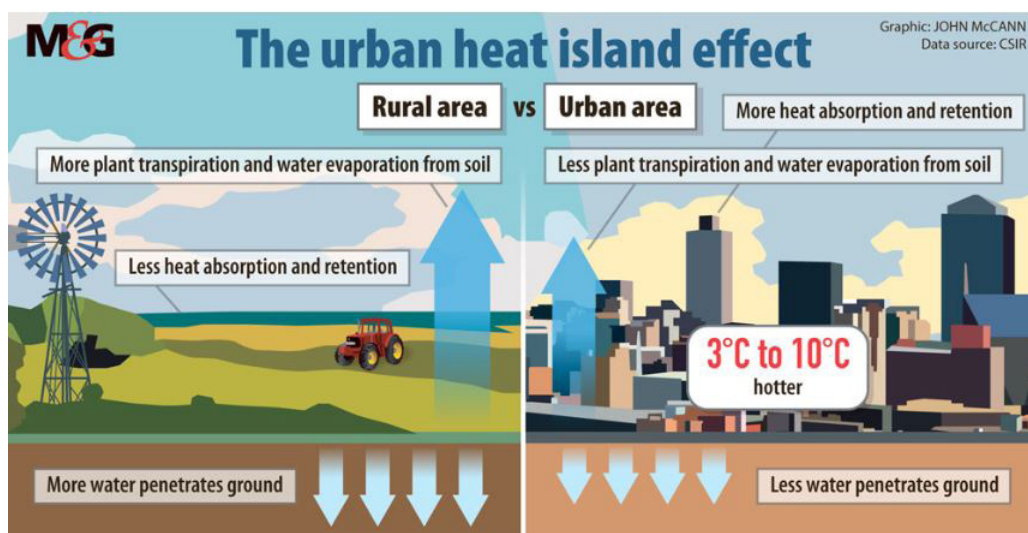 M&G
The urban heat island effect
Graphic: JOHN McCANN
Data source: CSIR
Rural area vs Urban area
More heat absorption and retention
More plant transpiration and water evaporation from soil
Less plant transpiration and water evaporation from soil
Less heat absorption and retention
3°C to 10°C
hotter
More water penetrates ground
Less water penetrates ground